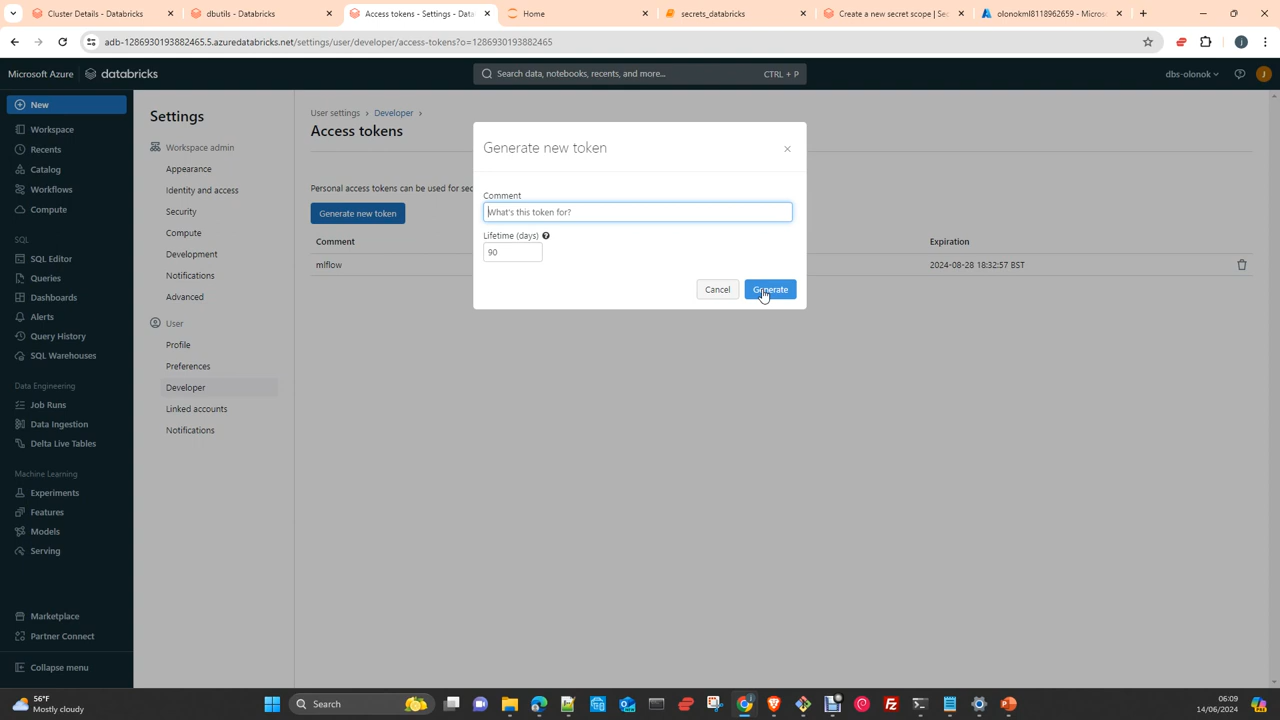 Cluster Details - Databricks
dbutils - Databricks
Access tokens - Settings - Data
Home
secrets_databricks
Create a new secret scope | Sec
olonokml8118962659 - Microso
adb-1286930193882465.5.azuredatabricks.net/settings/user/developer/access-tokens?o=1286930193882465
Microsoft Azure
databricks
Search data, notebooks, recents, and more...
CTRL + P
dbs-olonok
J
New
Workspace
Recents
Catalog
Workflows
Compute
SQL
SQL Editor
Queries
Dashboards
Alerts
Query History
SQL Warehouses
Data Engineering
Job Runs
Data Ingestion
Delta Live Tables
Machine Learning
Experiments
Features
Models
Serving
Marketplace
Partner Connect
Collapse menu
Settings
Workspace admin
Appearance
Identity and access
Security
Compute
Development
Notifications
Advanced
User
Profile
Preferences
Developer
Linked accounts
Notifications
User settings > Developer >
Access tokens
Personal access tokens can be used for sec
Generate new token
Comment
Expiration
mlflow
2024-08-28 18:32:57 BST
Generate new token
Comment
What's this token for?
Lifetime (days)
90
Cancel
Generate
56°F
Mostly cloudy
Search
06:09
14/06/2024